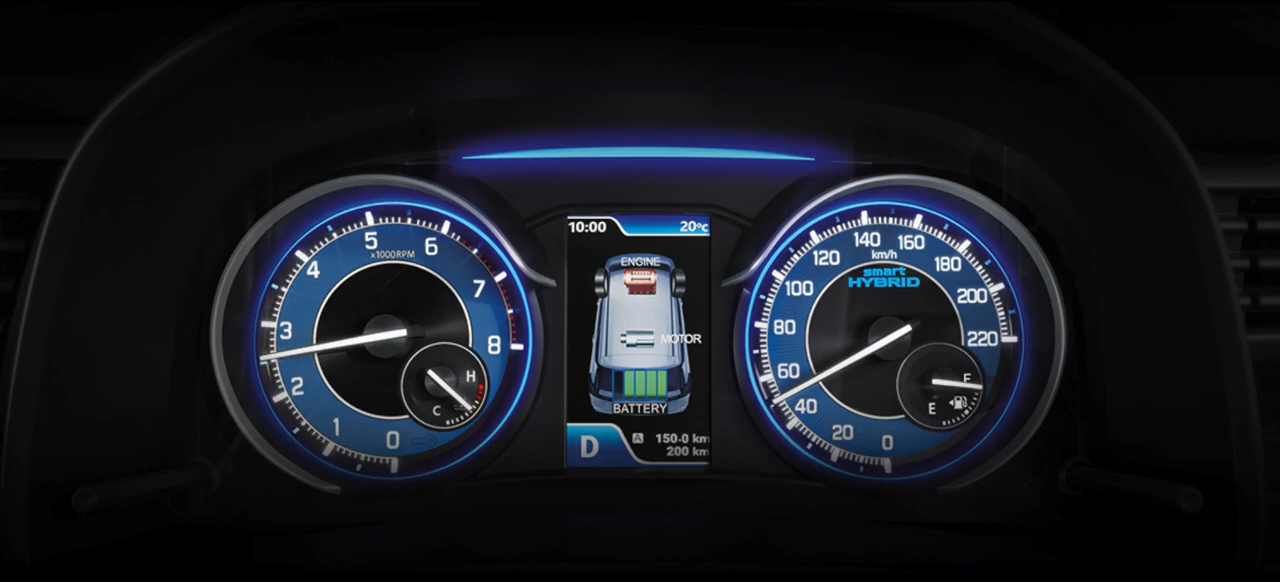 5
x1000RPM
6
4
7
3
8
2
1
0
H
C
10:00 20°C
ENGINE
MOTOR
BATTERY
D
A 150.0 km
200 km
140 160
km/h
120 180
smart
HYBRID
100 200
80 220
60
40
20
0
F
E